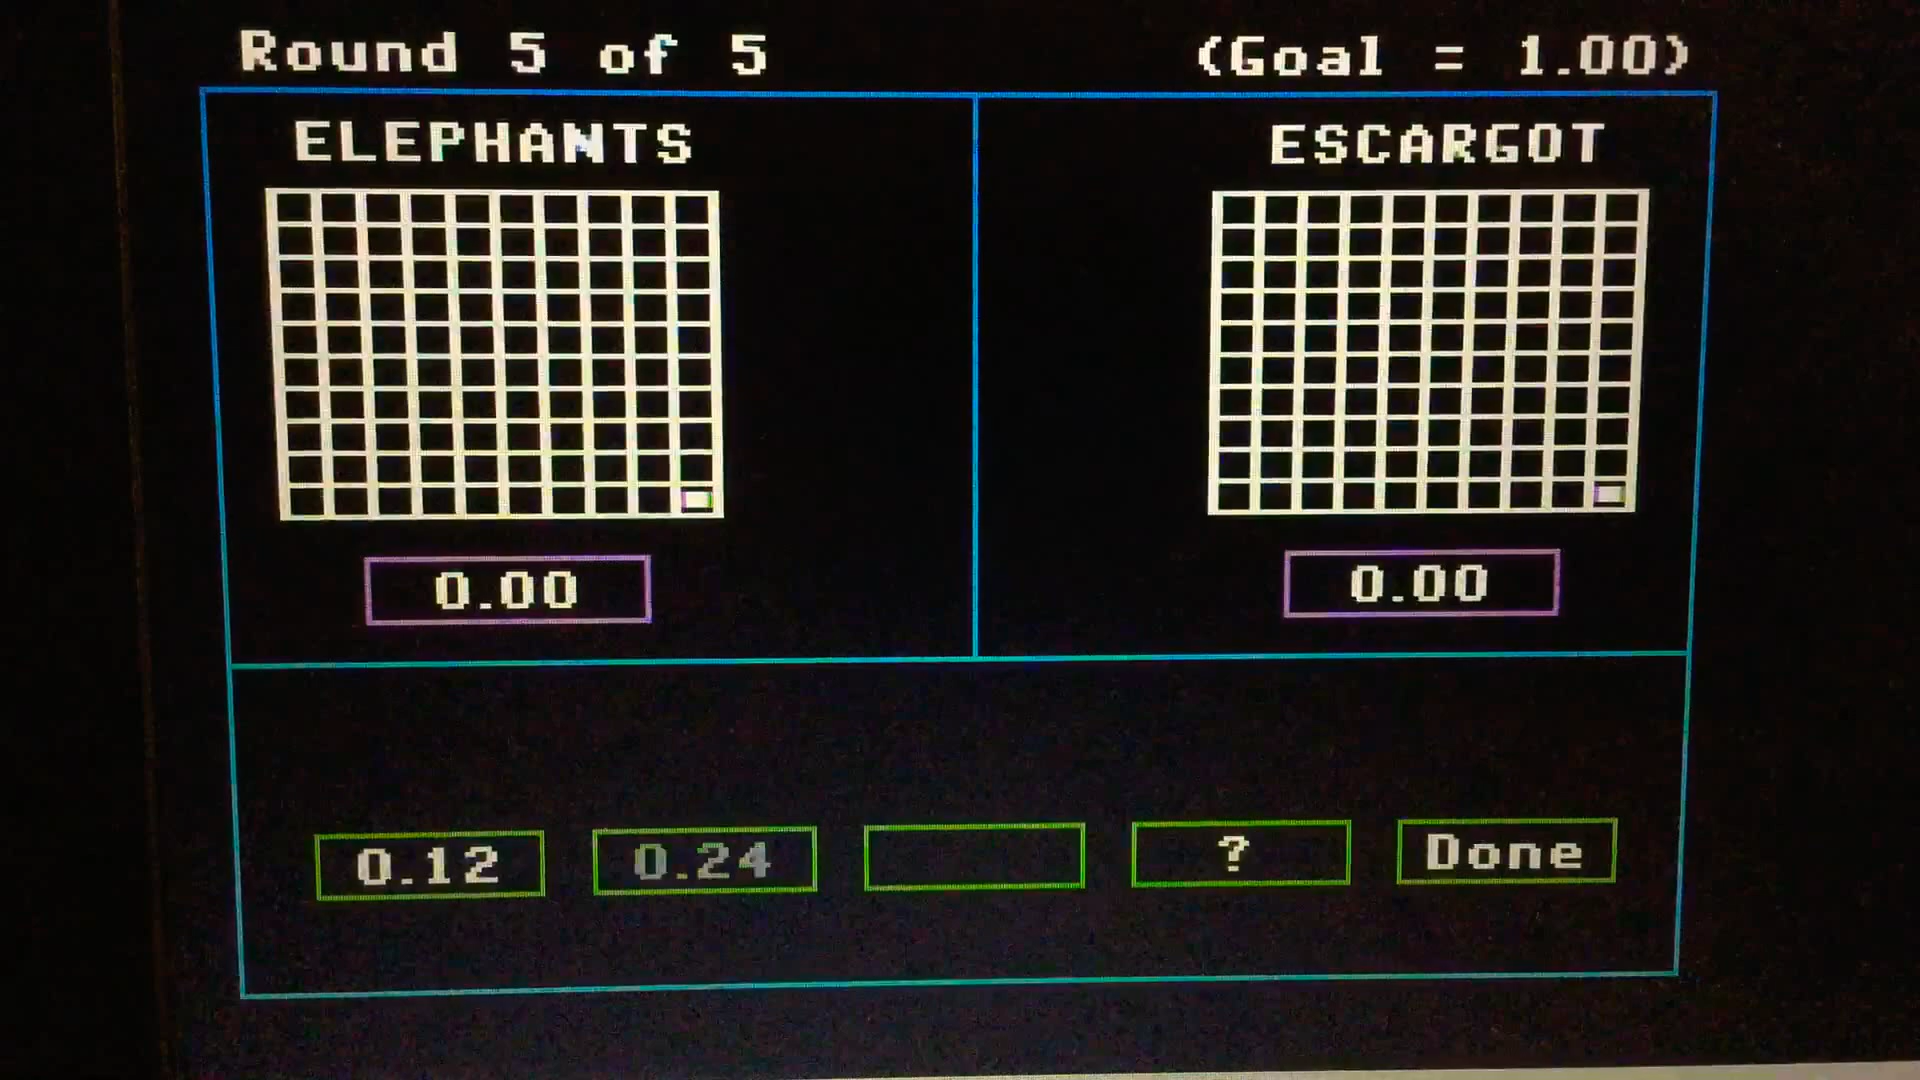 Round 5 of 5 (Goal = 1.00)
ELEPHANTS ESCARGOT
0.00 0.00
0.12 0.24 ? Done